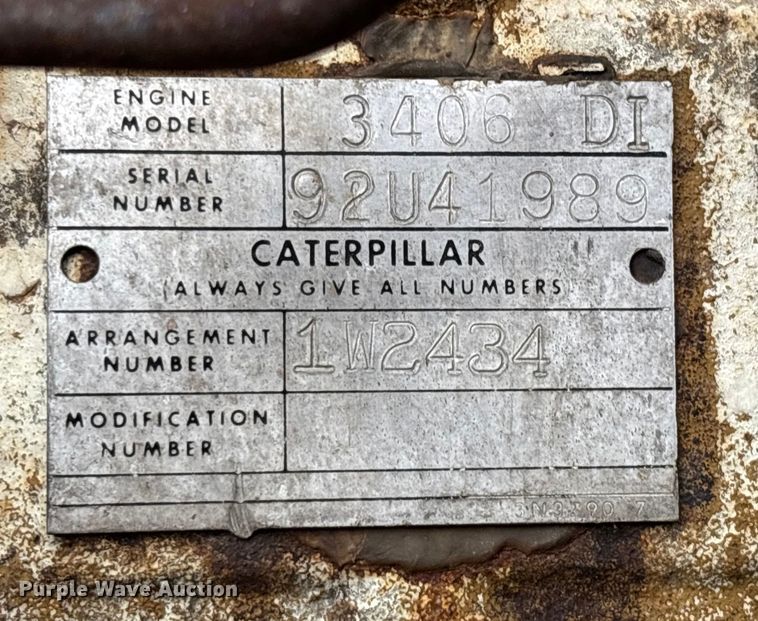 ENGINE MODEL 3406 DI
SERIAL NUMBER 92U41989
CATERPILLAR
(ALWAYS GIVE ALL NUMBERS)
ARRANGEMENT NUMBER 1W2434
MODIFICATION NUMBER
Purple Wave Auction